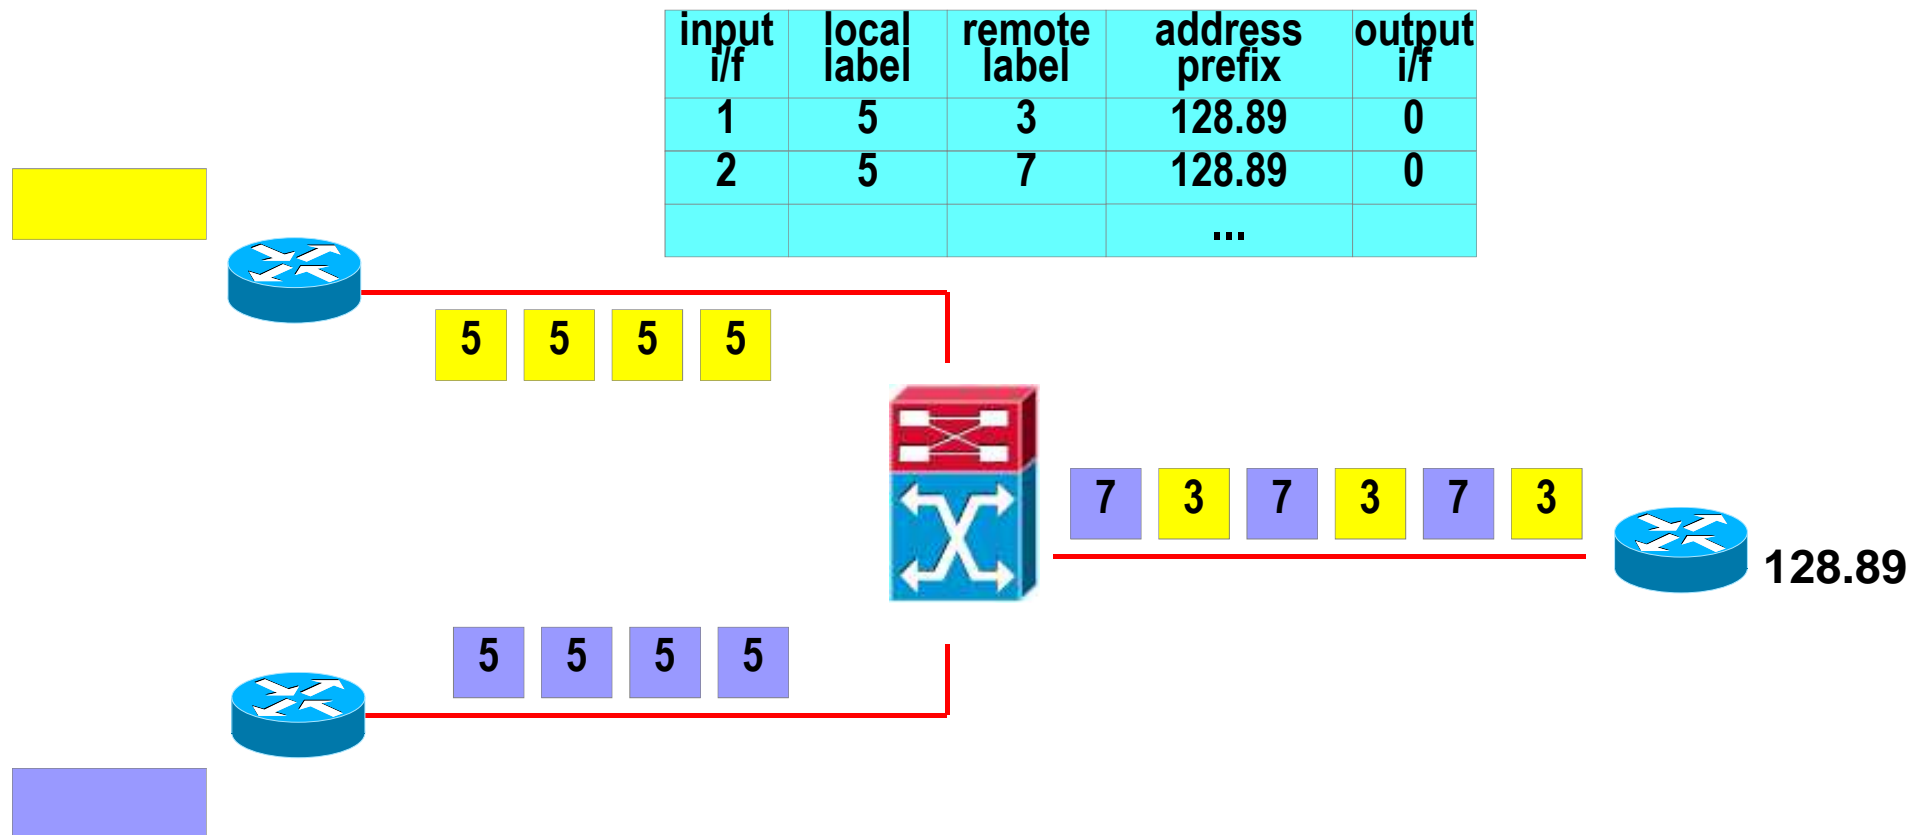 input i/f local label remote label address prefix output i/f
1 5 3 128.89 0
2 5 7 128.89 0
...
5 5 5 5
7 3 7 3 7 3
128.89
5 5 5 5